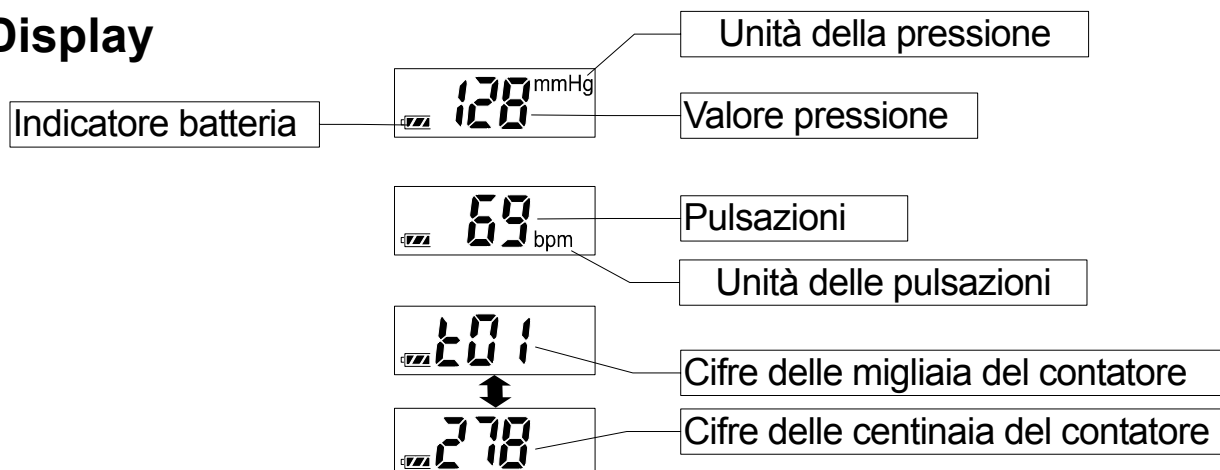 Display
Unità della pressione
128 mmHg
Indicatore batteria
Valore pressione
69 bpm
Pulsazioni
Unità delle pulsazioni
t01
Cifre delle migliaia del contatore
278
Cifre delle centinaia del contatore